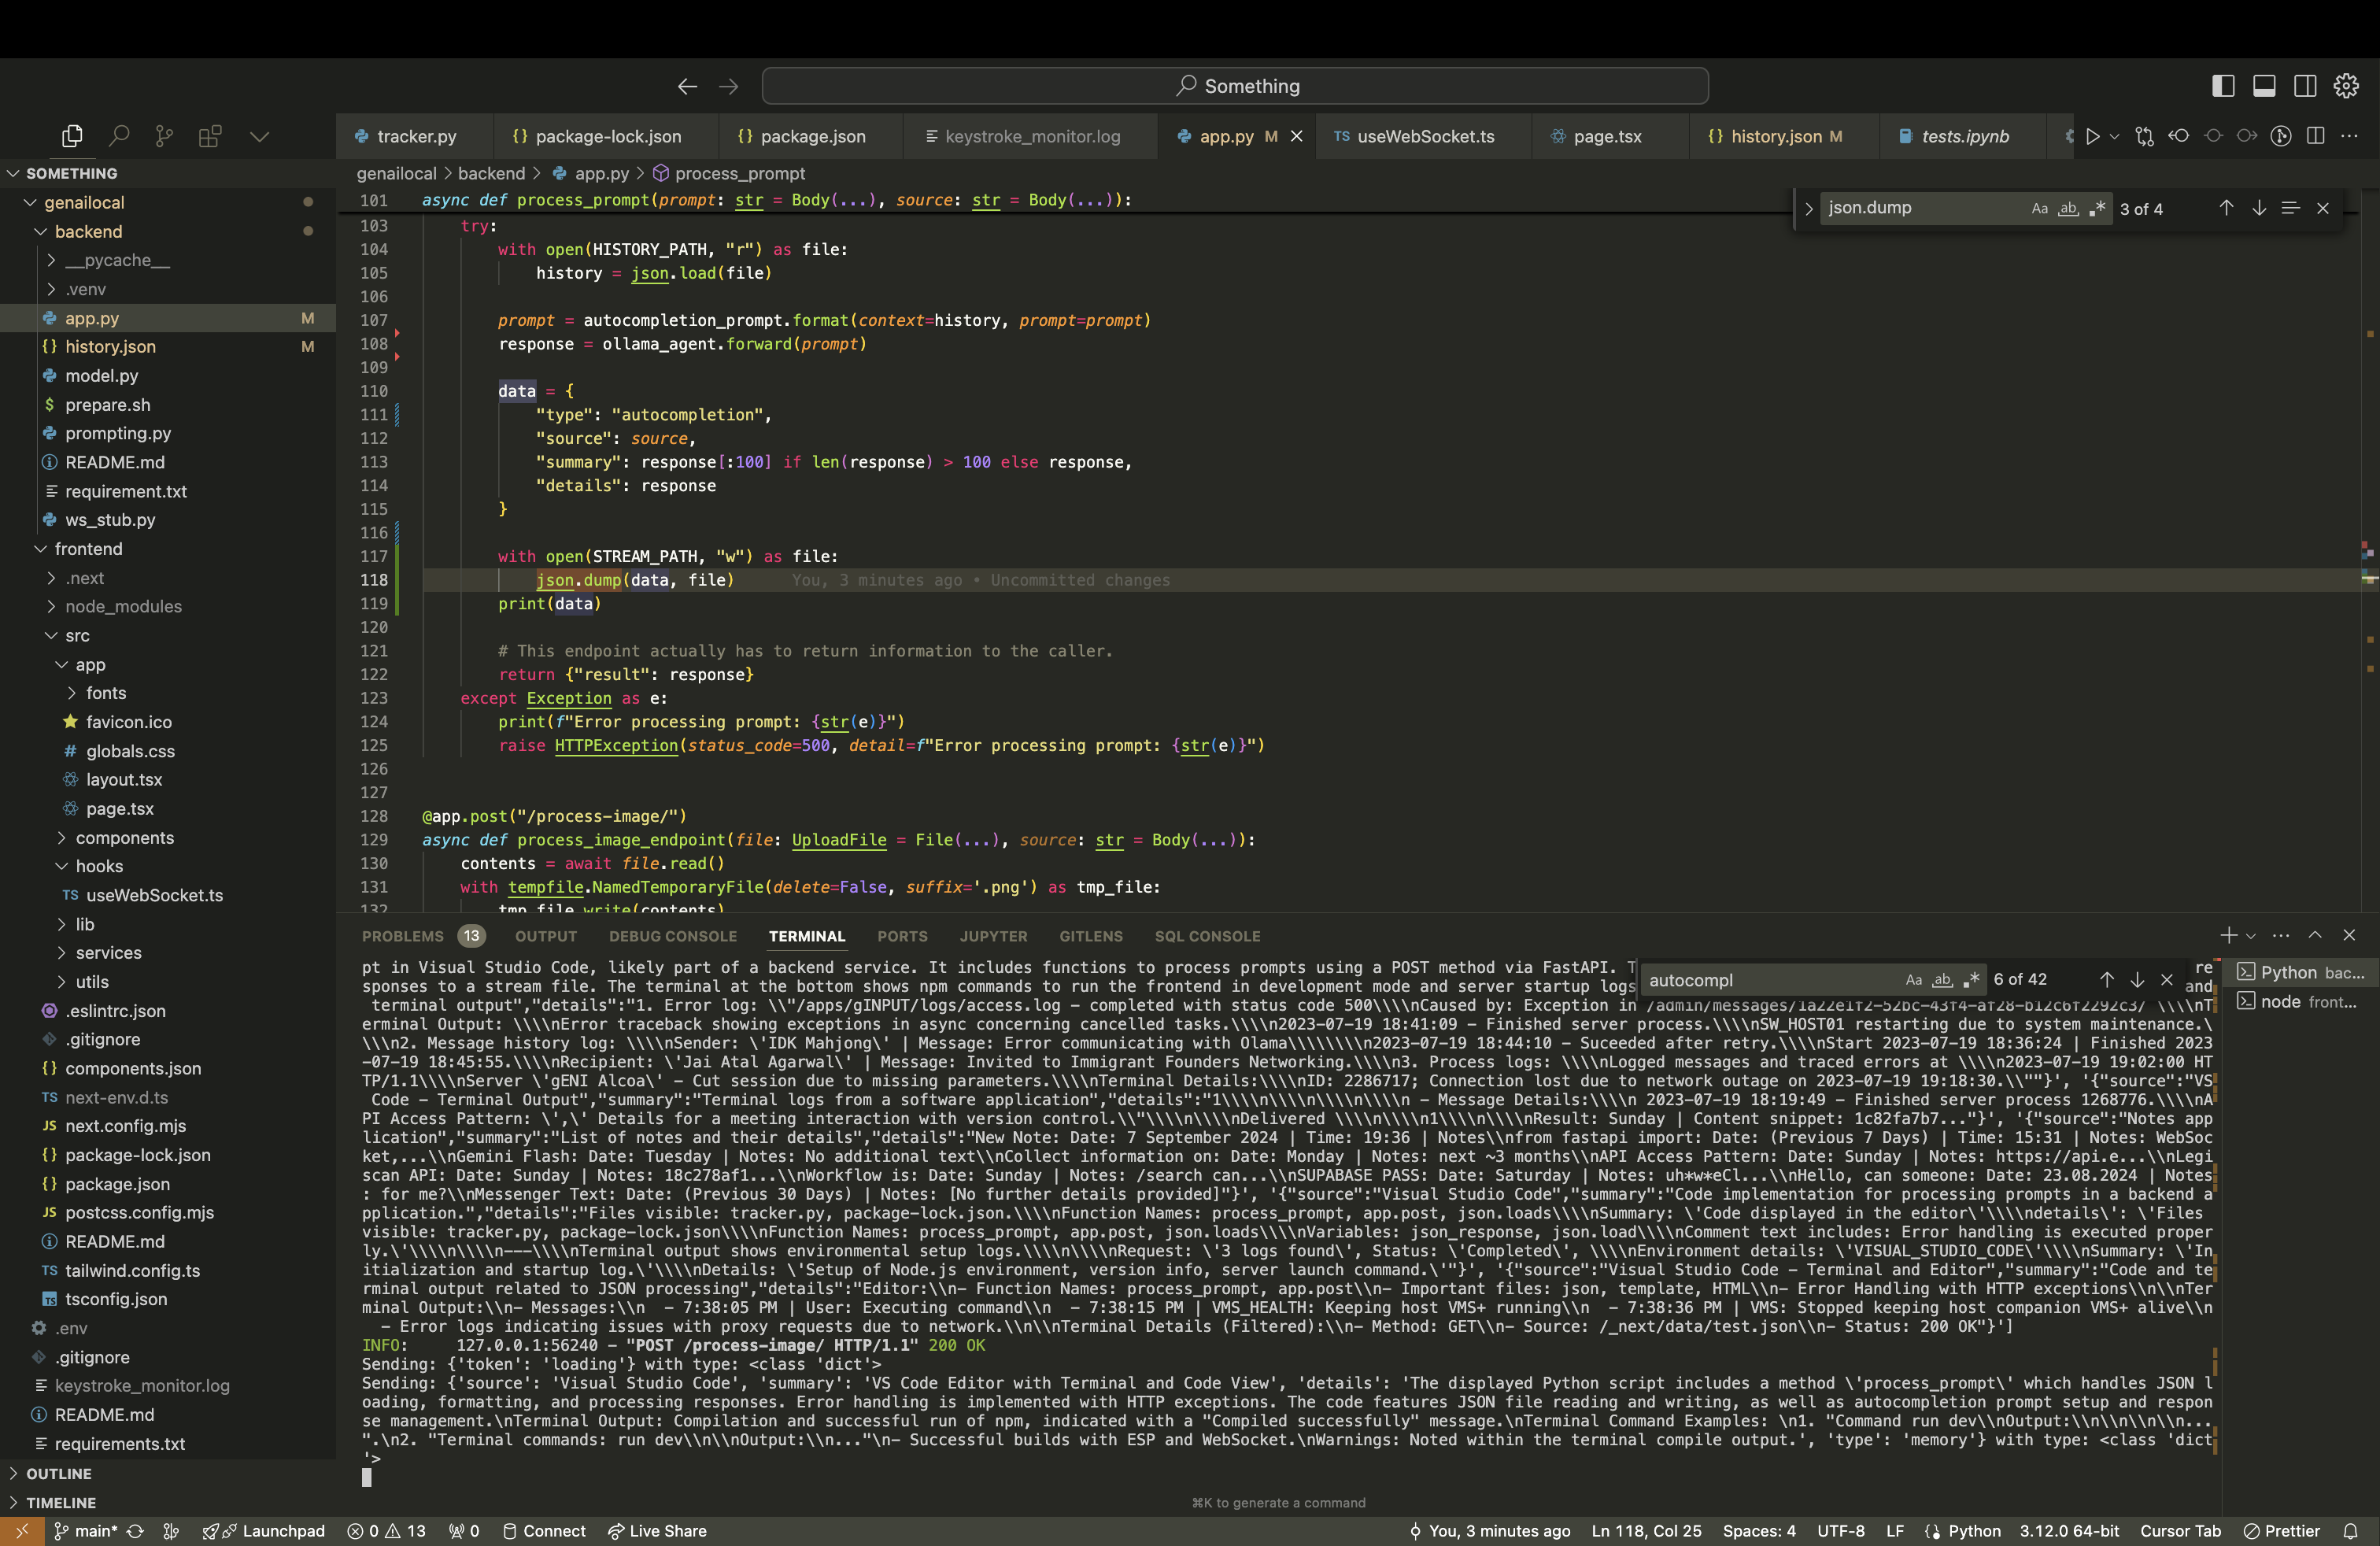 Something
tracker.py
package-lock.json
package.json
keystroke_monitor.log
app.py M
useWebSocket.ts
page.tsx
history.json M
tests.ipynb
SOMETHING
genailocal
backend
__pycache__
.venv
app.py M
history.json M
model.py
prepare.sh
prompting.py
README.md
requirement.txt
ws_stub.py
frontend
.next
node_modules
src
app
fonts
favicon.ico
globals.css
layout.tsx
page.tsx
components
hooks
useWebSocket.ts
lib
services
utils
.eslintrc.json
.gitignore
components.json
next-env.d.ts
next.config.mjs
package-lock.json
package.json
postcss.config.mjs
README.md
tailwind.config.ts
tsconfig.json
.env
.gitignore
keystroke_monitor.log
README.md
requirements.txt
OUTLINE
TIMELINE
genailocal > backend > app.py > process_prompt
json.dump Aa ab 3 of 4
101 async def process_prompt(prompt: str = Body(...), source: str = Body(...)):
103 try:
104 with open(HISTORY_PATH, "r") as file:
105 history = json.load(file)
106
107 prompt = autocompletion_prompt.format(context=history, prompt=prompt)
108 response = ollama_agent.forward(prompt)
109
110 data = {
111 "type": "autocompletion",
112 "source": source,
113 "summary": response[:100] if len(response) > 100 else response,
114 "details": response
115 }
116
117 with open(STREAM_PATH, "w") as file:
118 json.dump(data, file) You, 3 minutes ago • Uncommitted changes
119 print(data)
120
121 # This endpoint actually has to return information to the caller.
122 return {"result": response}
123 except Exception as e:
124 print(f"Error processing prompt: {str(e)}")
125 raise HTTPException(status_code=500, detail=f"Error processing prompt: {str(e)}")
126
127
128 @app.post("/process-image/")
129 async def process_image_endpoint(file: UploadFile = File(...), source: str = Body(...)):
130 contents = await file.read()
131 with tempfile.NamedTemporaryFile(delete=False, suffix='.png') as tmp_file:
132 tmp_file.write(contents)
PROBLEMS 13 OUTPUT DEBUG CONSOLE TERMINAL PORTS JUPYTER GITLENS SQL CONSOLE
autocompl Aa ab 6 of 42
Python bac...
node front...
pt in Visual Studio Code, likely part of a backend service. It includes functions to process prompts using a POST method via FastAPI. T re
sponses to a stream file. The terminal at the bottom shows npm commands to run the frontend in development mode and server startup logs and
terminal output","details":"1. Error log: \\"/apps/gINPUT/logs/access.log - completed with status code 500\\\\nCaused by: Exception in /admin/messages/1a22e1f2-52bc-43f4-af28-b12c6f2292c3/ \\\\nT
erminal Output: \\\\nError traceback showing exceptions in async concerning cancelled tasks.\\\\n2023-07-19 18:41:09 - Finished server process.\\\\nSW_HOST01 restarting due to system maintenance.\
\\\n2. Message history log: \\\\nSender: \'IDK Mahjong\' | Message: Error communicating with Olama\\\\\\\\n2023-07-19 18:44:10 - Suceeded after retry.\\\\nStart 2023-07-19 18:36:24 | Finished 2023
-07-19 18:45:55.\\\\nRecipient: \'Jai Atal Agarwal\' | Message: Invited to Immigrant Founders Networking.\\\\n3. Process logs: \\\\nLogged messages and traced errors at \\\\n2023-07-19 19:02:00 HT
TP/1.1\\\\nServer \'gENI Alcoa\' - Cut session due to missing parameters.\\\\nTerminal Details:\\\\nID: 2286717; Connection lost due to network outage on 2023-07-19 19:18:30.\\""}', '{"source":"VS
Code - Terminal Output","summary":"Terminal logs from a software application","details":"1\\\\n\\\\n\\\\n\\\\n - Message Details:\\\\n 2023-07-19 18:19:49 - Finished server process 1268776.\\\\nA
PI Access Pattern: \',\' Details for a meeting interaction with version control.\\"\\\\n\\\\nDelivered \\\\n\\\\n1\\\\n\\\\nResult: Sunday | Content snippet: 1c82fa7b7..."}', '{"source":"Notes app
lication","summary":"List of notes and their details","details":"New Note: Date: 7 September 2024 | Time: 19:36 | Notes\\nfrom fastapi import: Date: (Previous 7 Days) | Time: 15:31 | Notes: WebSoc
ket,...\\nGemini Flash: Date: Tuesday | Notes: No additional text\\nCollect information on: Date: Monday | Notes: next ~3 months\\nAPI Access Pattern: Date: Sunday | Notes: https://api.e...\\nLegi
scan API: Date: Sunday | Notes: 18c278af1...\\nWorkflow is: Date: Sunday | Notes: /search can...\\nSUPABASE PASS: Date: Saturday | Notes: uh*w*eCl...\\nHello, can someone: Date: 23.08.2024 | Notes
: for me?\\nMessenger Text: Date: (Previous 30 Days) | Notes: [No further details provided]"}', '{"source":"Visual Studio Code","summary":"Code implementation for processing prompts in a backend a
pplication.","details":"Files visible: tracker.py, package-lock.json.\\\\nFunction Names: process_prompt, app.post, json.loads\\\\nSummary: \'Code displayed in the editor\'\\\\ndetails\': \'Files
visible: tracker.py, package-lock.json\\\\nFunction Names: process_prompt, app.post, json.loads\\\\nVariables: json_response, json.load\\\\nComment text includes: Error handling is executed proper
ly.\'\\\\n\\\\n---\\\\nTerminal output shows environmental setup logs.\\\\n\\\\nRequest: \'3 logs found\', Status: \'Completed\', \\\\nEnvironment details: \'VISUAL_STUDIO_CODE\'\\\\nSummary: \'In
itialization and startup log.\'\\\\nDetails: \'Setup of Node.js environment, version info, server launch command.\'"}', '{"source":"Visual Studio Code - Terminal and Editor","summary":"Code and te
rminal output related to JSON processing","details":"Editor:\\n- Function Names: process_prompt, app.post\\n- Important files: json, template, HTML\\n- Error Handling with HTTP exceptions\\n\\nTer
minal Output:\\n- Messages:\\n - 7:38:05 PM | User: Executing command\\n - 7:38:15 PM | VMS_HEALTH: Keeping host VMS+ running\\n - 7:38:36 PM | VMS: Stopped keeping host companion VMS+ alive\\n
- Error logs indicating issues with proxy requests due to network.\\n\\nTerminal Details (Filtered):\\n- Method: GET\\n- Source: /_next/data/test.json\\n- Status: 200 OK"}']
INFO: 127.0.0.1:56240 - "POST /process-image/ HTTP/1.1" 200 OK
Sending: {'token': 'loading'} with type: <class 'dict'>
Sending: {'source': 'Visual Studio Code', 'summary': 'VS Code Editor with Terminal and Code View', 'details': 'The displayed Python script includes a method \'process_prompt\' which handles JSON l
oading, formatting, and processing responses. Error handling is implemented with HTTP exceptions. The code features JSON file reading and writing, as well as autocompletion prompt setup and respon
se management.\nTerminal Output: Compilation and successful run of npm, indicated with a "Compiled successfully" message.\nTerminal Command Examples: \n1. "Command run dev\\nOutput:\\n\\n\\n\\n...
".\n2. "Terminal commands: run dev\\n\\nOutput:\\n..."\n- Successful builds with ESP and WebSocket.\nWarnings: Noted within the terminal compile output.', 'type': 'memory'} with type: <class 'dict
'>
⌘K to generate a command
main* Launchpad 0 13 0 Connect Live Share You, 3 minutes ago Ln 118, Col 25 Spaces: 4 UTF-8 LF Python 3.12.0 64-bit Cursor Tab Prettier